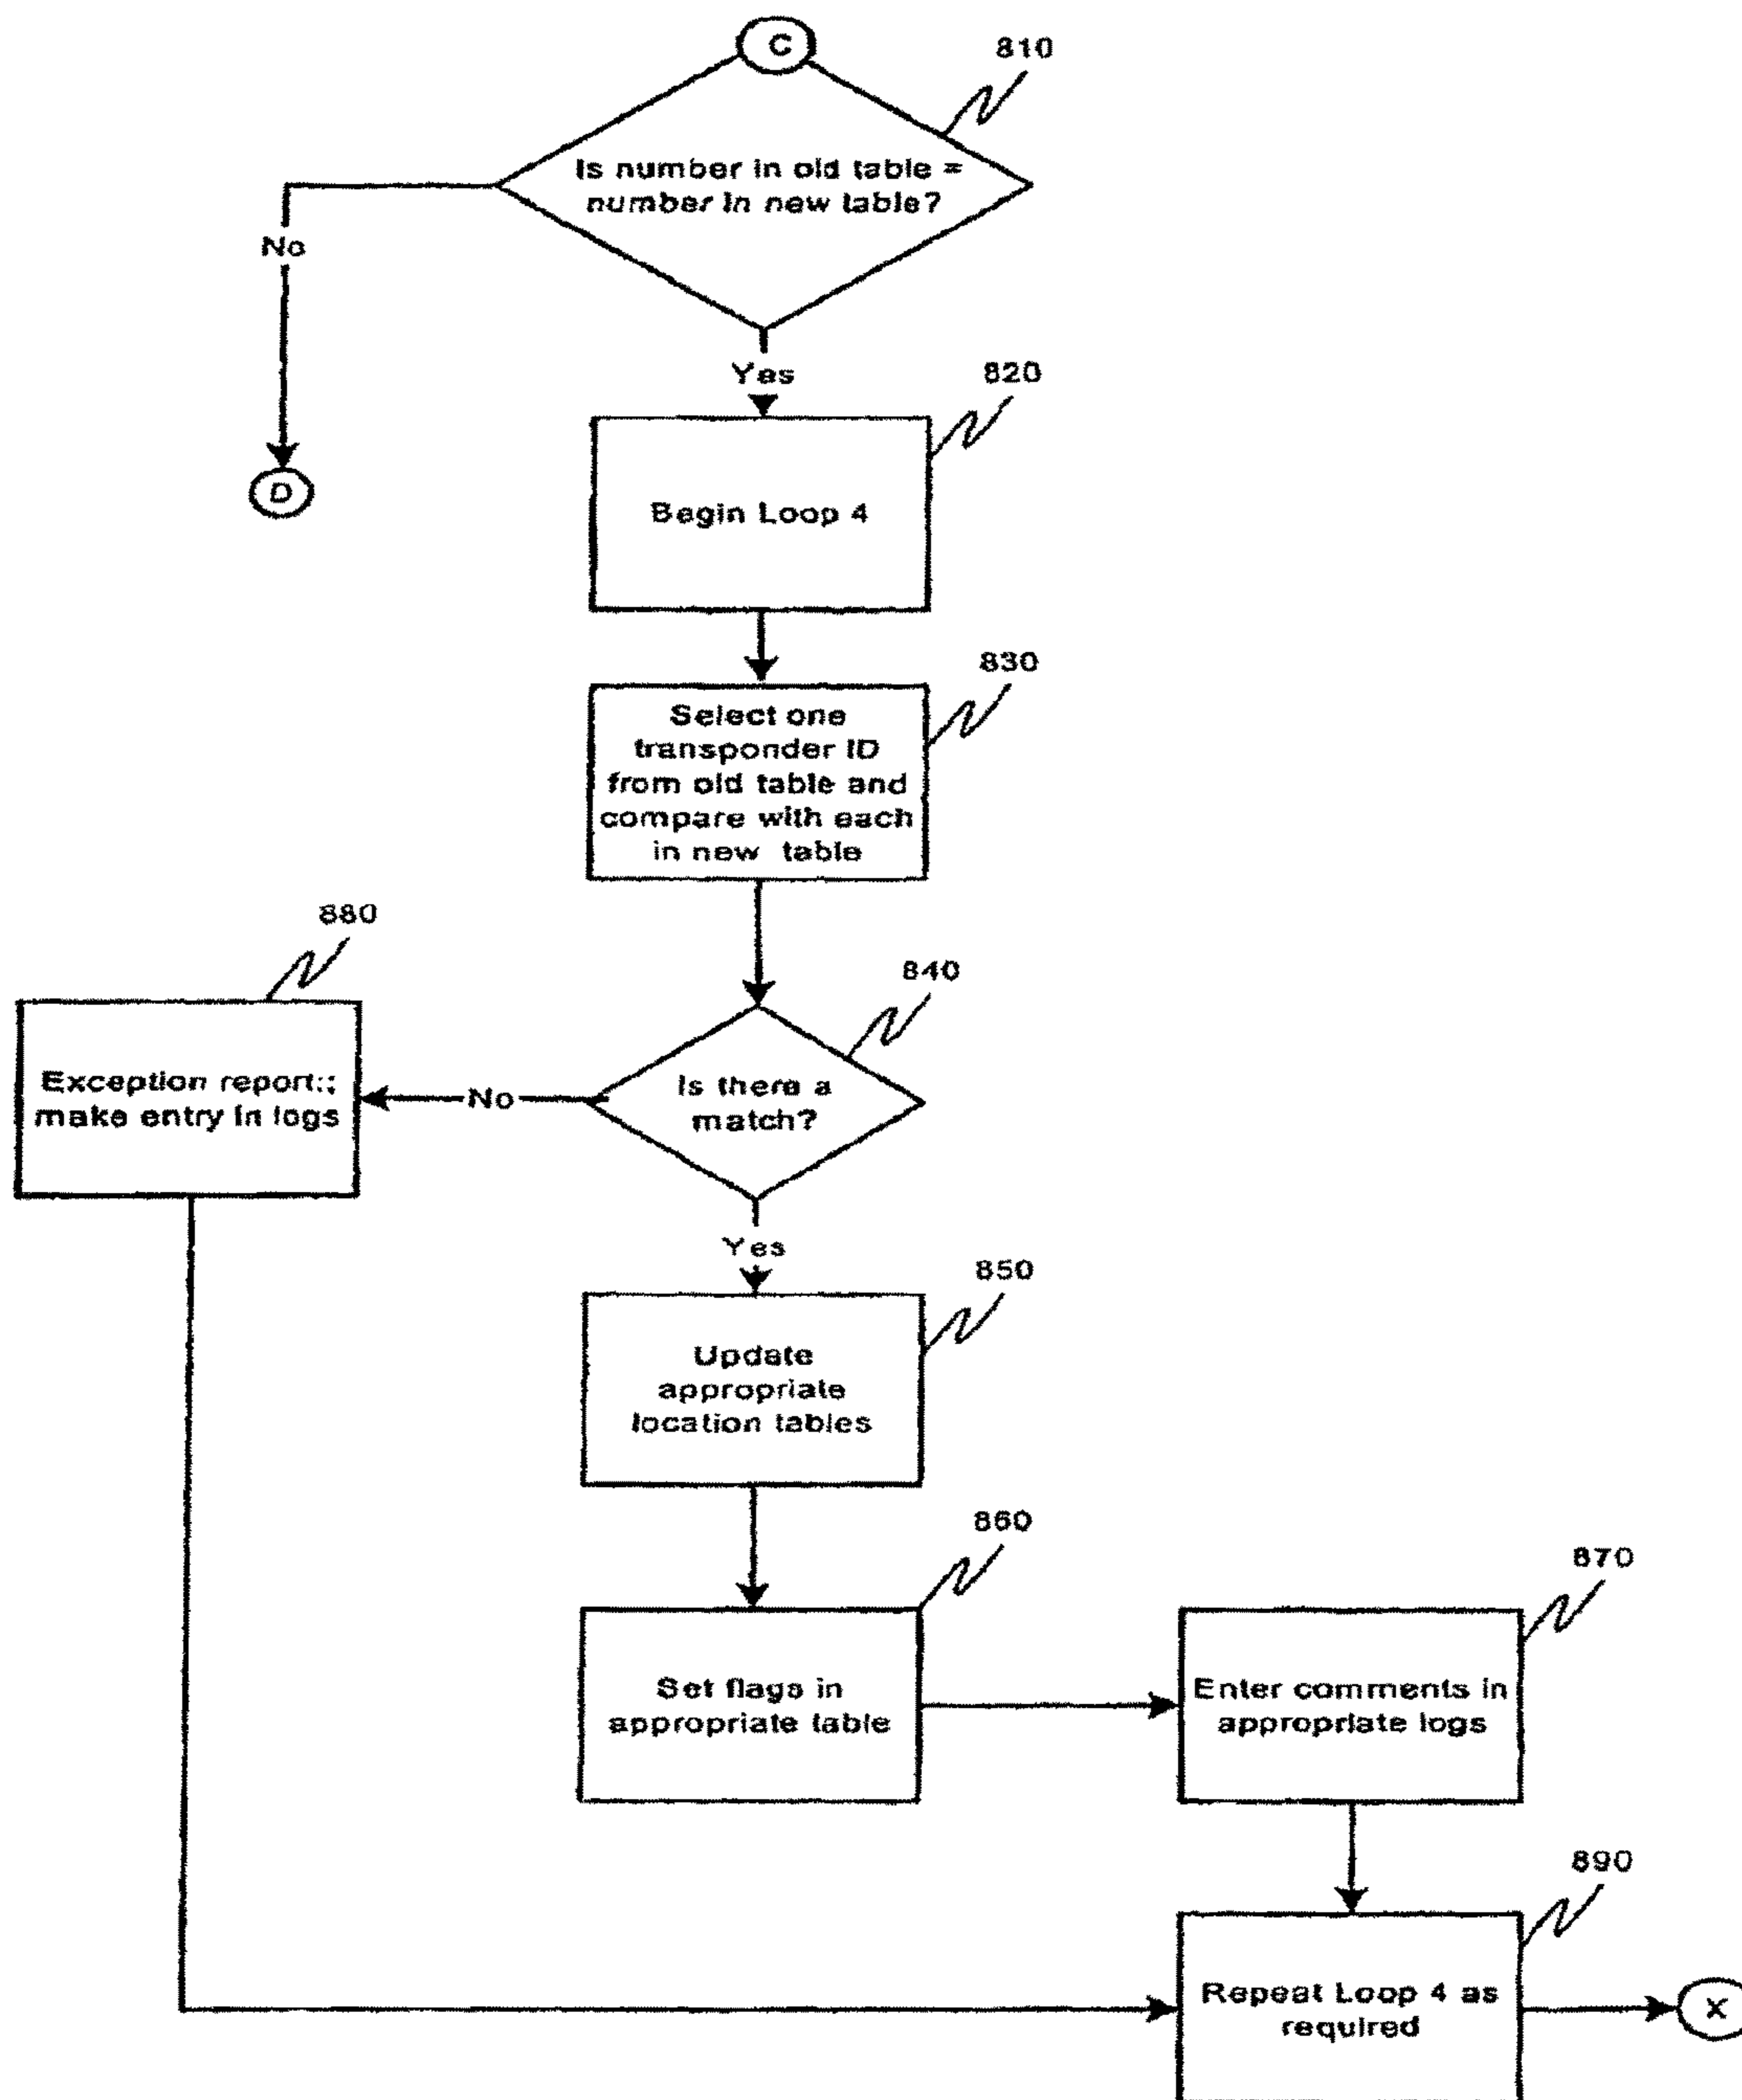 C
810
Is number in old table =
number in new table?
No
Yes
820
D
Begin Loop 4
830
Select one
transponder ID
from old table and
compare with each
in new table
880
840
Exception report:;
make entry in logs
No
Is there a
match?
Yes
850
Update
appropriate
location tables
860
870
Set flags in
appropriate table
Enter comments in
appropriate logs
890
Repeat Loop 4 as
required
X